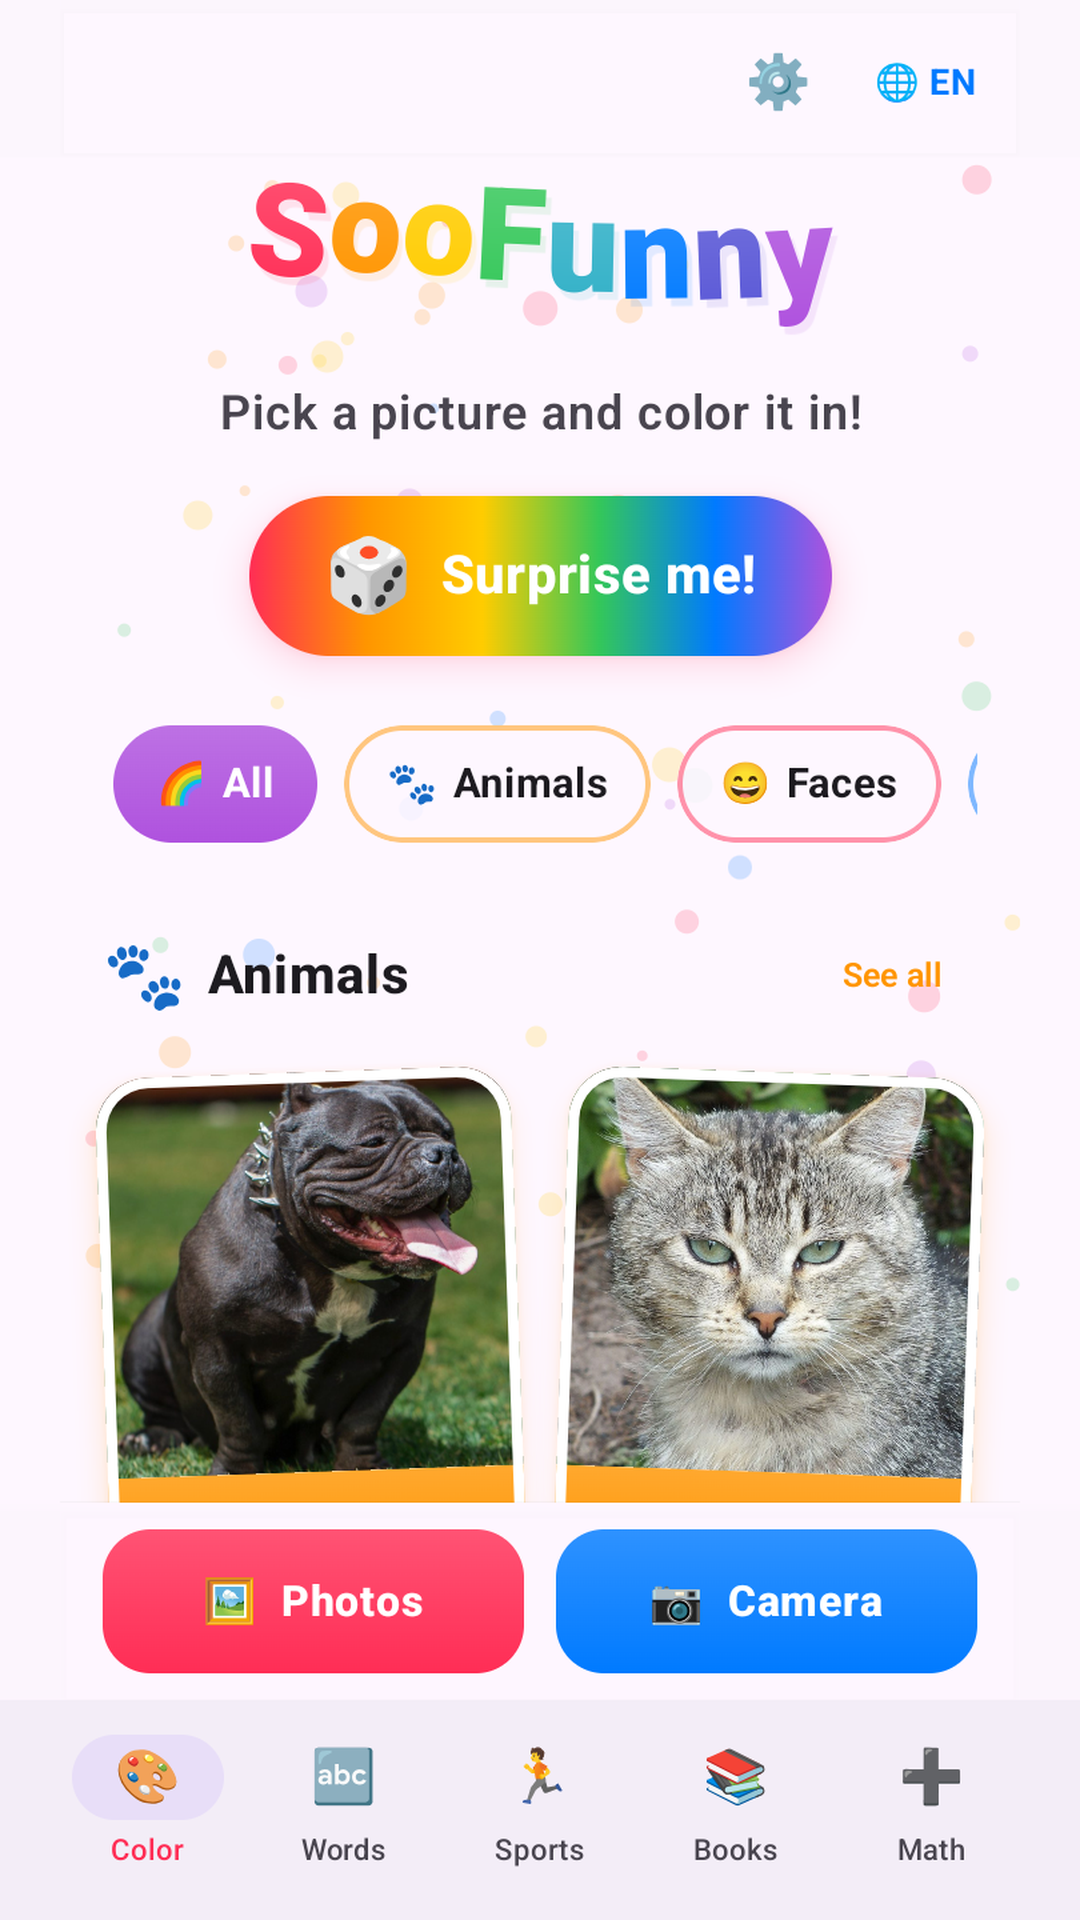 EN
SooFunny
Pick a picture and color it in!
Surprise me!
All
Animals
Faces
Animals
See all
Photos
Camera
abc
Color
Words
Sports
Books
Math